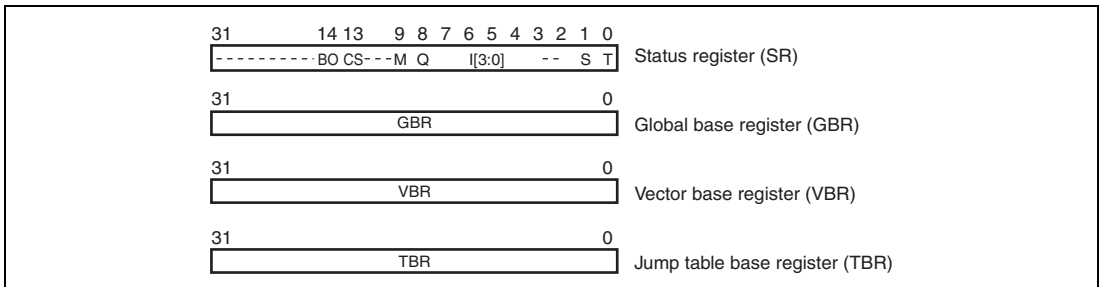 31 14 13 9 8 7 6 5 4 3 2 1 0
- - - - - - - - - - BO CS - - - M Q I[3:0] - - S T Status register (SR)
31 0
GBR Global base register (GBR)
31 0
VBR Vector base register (VBR)
31 0
TBR Jump table base register (TBR)